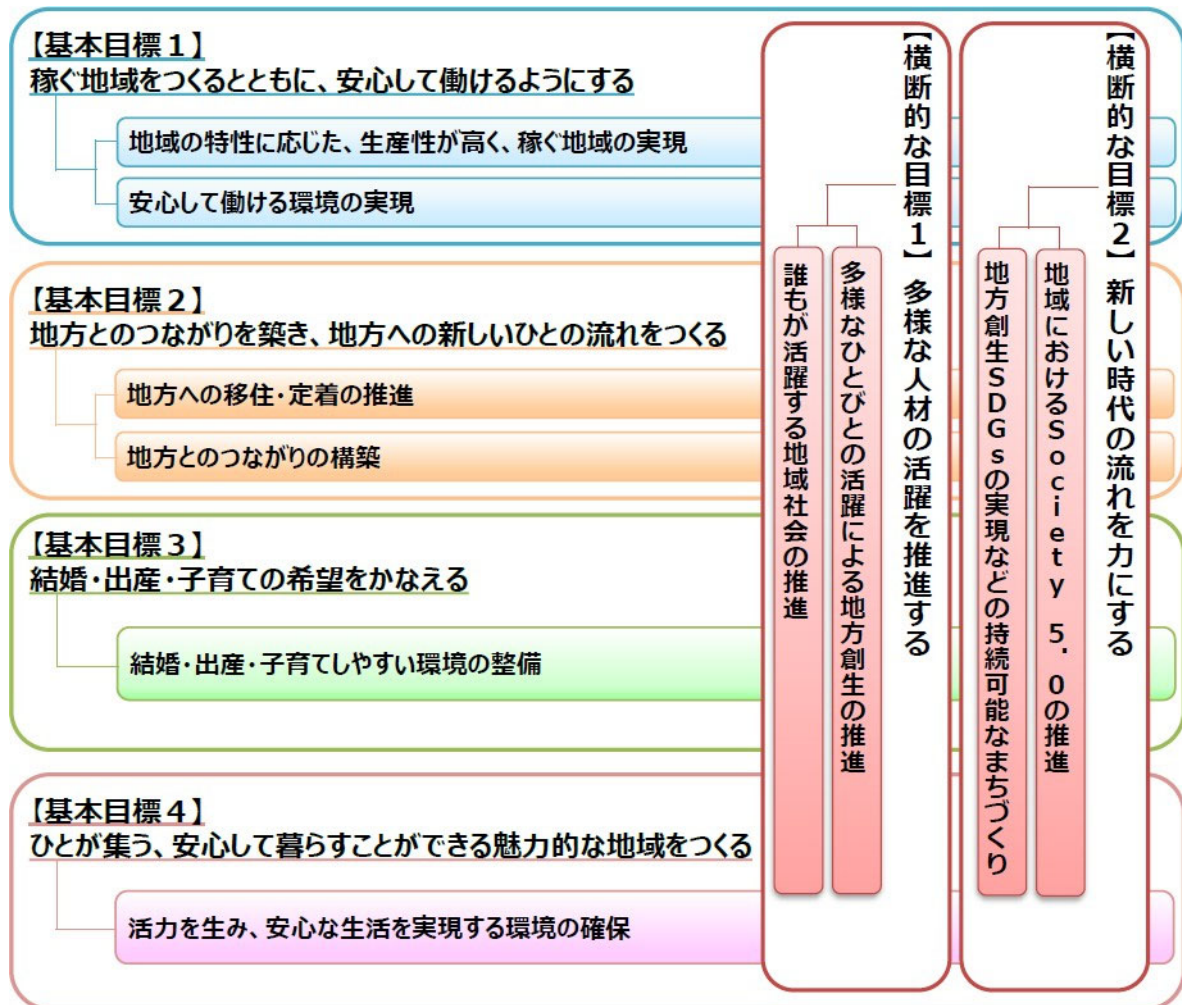 【基本目標１】
稼ぐ地域をつくるとともに、安心して働けるようにする
地域の特性に応じた、生産性が高く、稼ぐ地域の実現
安心して働ける環境の実現
【基本目標２】
地方とのつながりを築き、地方への新しいひとの流れをつくる
地方への移住・定着の推進
地方とのつながりの構築
【基本目標３】
結婚・出産・子育ての希望をかなえる
結婚・出産・子育てしやすい環境の整備
【基本目標４】
ひとが集う、安心して暮らすことができる魅力的な地域をつくる
活力を生み、安心な生活を実現する環境の確保
【横断的な目標１】多様な人材の活躍を推進する
多様なひとびとの活躍による地方創生の推進
誰もが活躍する地域社会の推進
【横断的な目標２】新しい時代の流れを力にする
地域におけるＳｏｃｉｅｔｙ　５．０の推進
地方創生ＳＤＧｓの実現などの持続可能なまちづくり